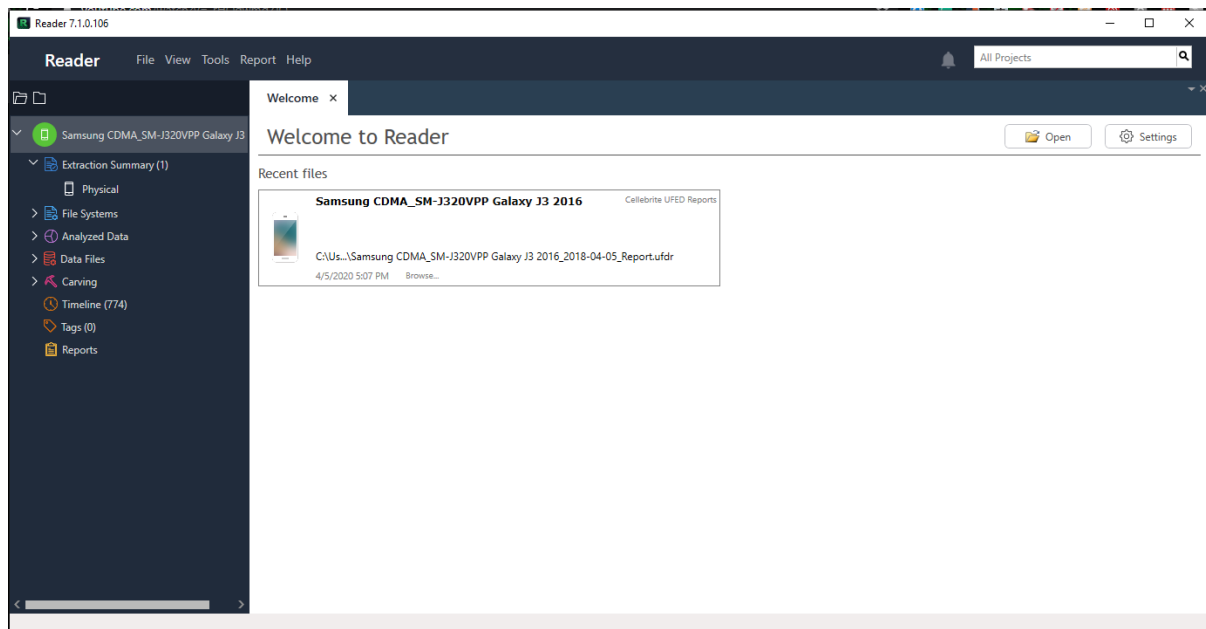 Reader 7.1.0.106
Reader File View Tools Report Help
All Projects
Welcome ×
Samsung CDMA_SM-J320VPP Galaxy J3
Extraction Summary (1)
Physical
File Systems
Analyzed Data
Data Files
Carving
Timeline (774)
Tags (0)
Reports
Welcome to Reader
Open
Settings
Recent files
Samsung CDMA_SM-J320VPP Galaxy J3 2016
Cellebrite UFED Reports
C:\Us...\Samsung CDMA_SM-J320VPP Galaxy J3 2016_2018-04-05_Report.ufdr
4/5/2020 5:07 PM Browse...